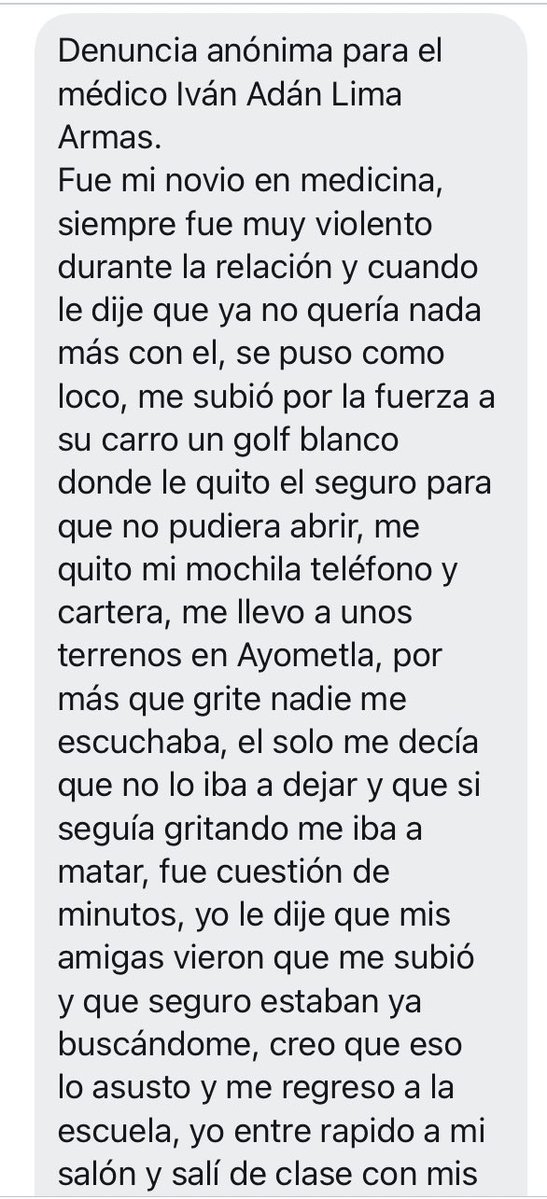 Denuncia anónima para el
médico Iván Adán Lima
Armas.
Fue mi novio en medicina,
siempre fue muy violento
durante la relación y cuando
le dije que ya no quería nada
más con el, se puso como
loco, me subió por la fuerza a
su carro un golf blanco
donde le quito el seguro para
que no pudiera abrir, me
quito mi mochila teléfono y
cartera, me llevo a unos
terrenos en Ayometla, por
más que grite nadie me
escuchaba, el solo me decía
que no lo iba a dejar y que si
seguía gritando me iba a
matar, fue cuestión de
minutos, yo le dije que mis
amigas vieron que me subió
y que seguro estaban ya
buscándome, creo que eso
lo asusto y me regreso a la
escuela, yo entre rapido a mi
salón y salí de clase con mis